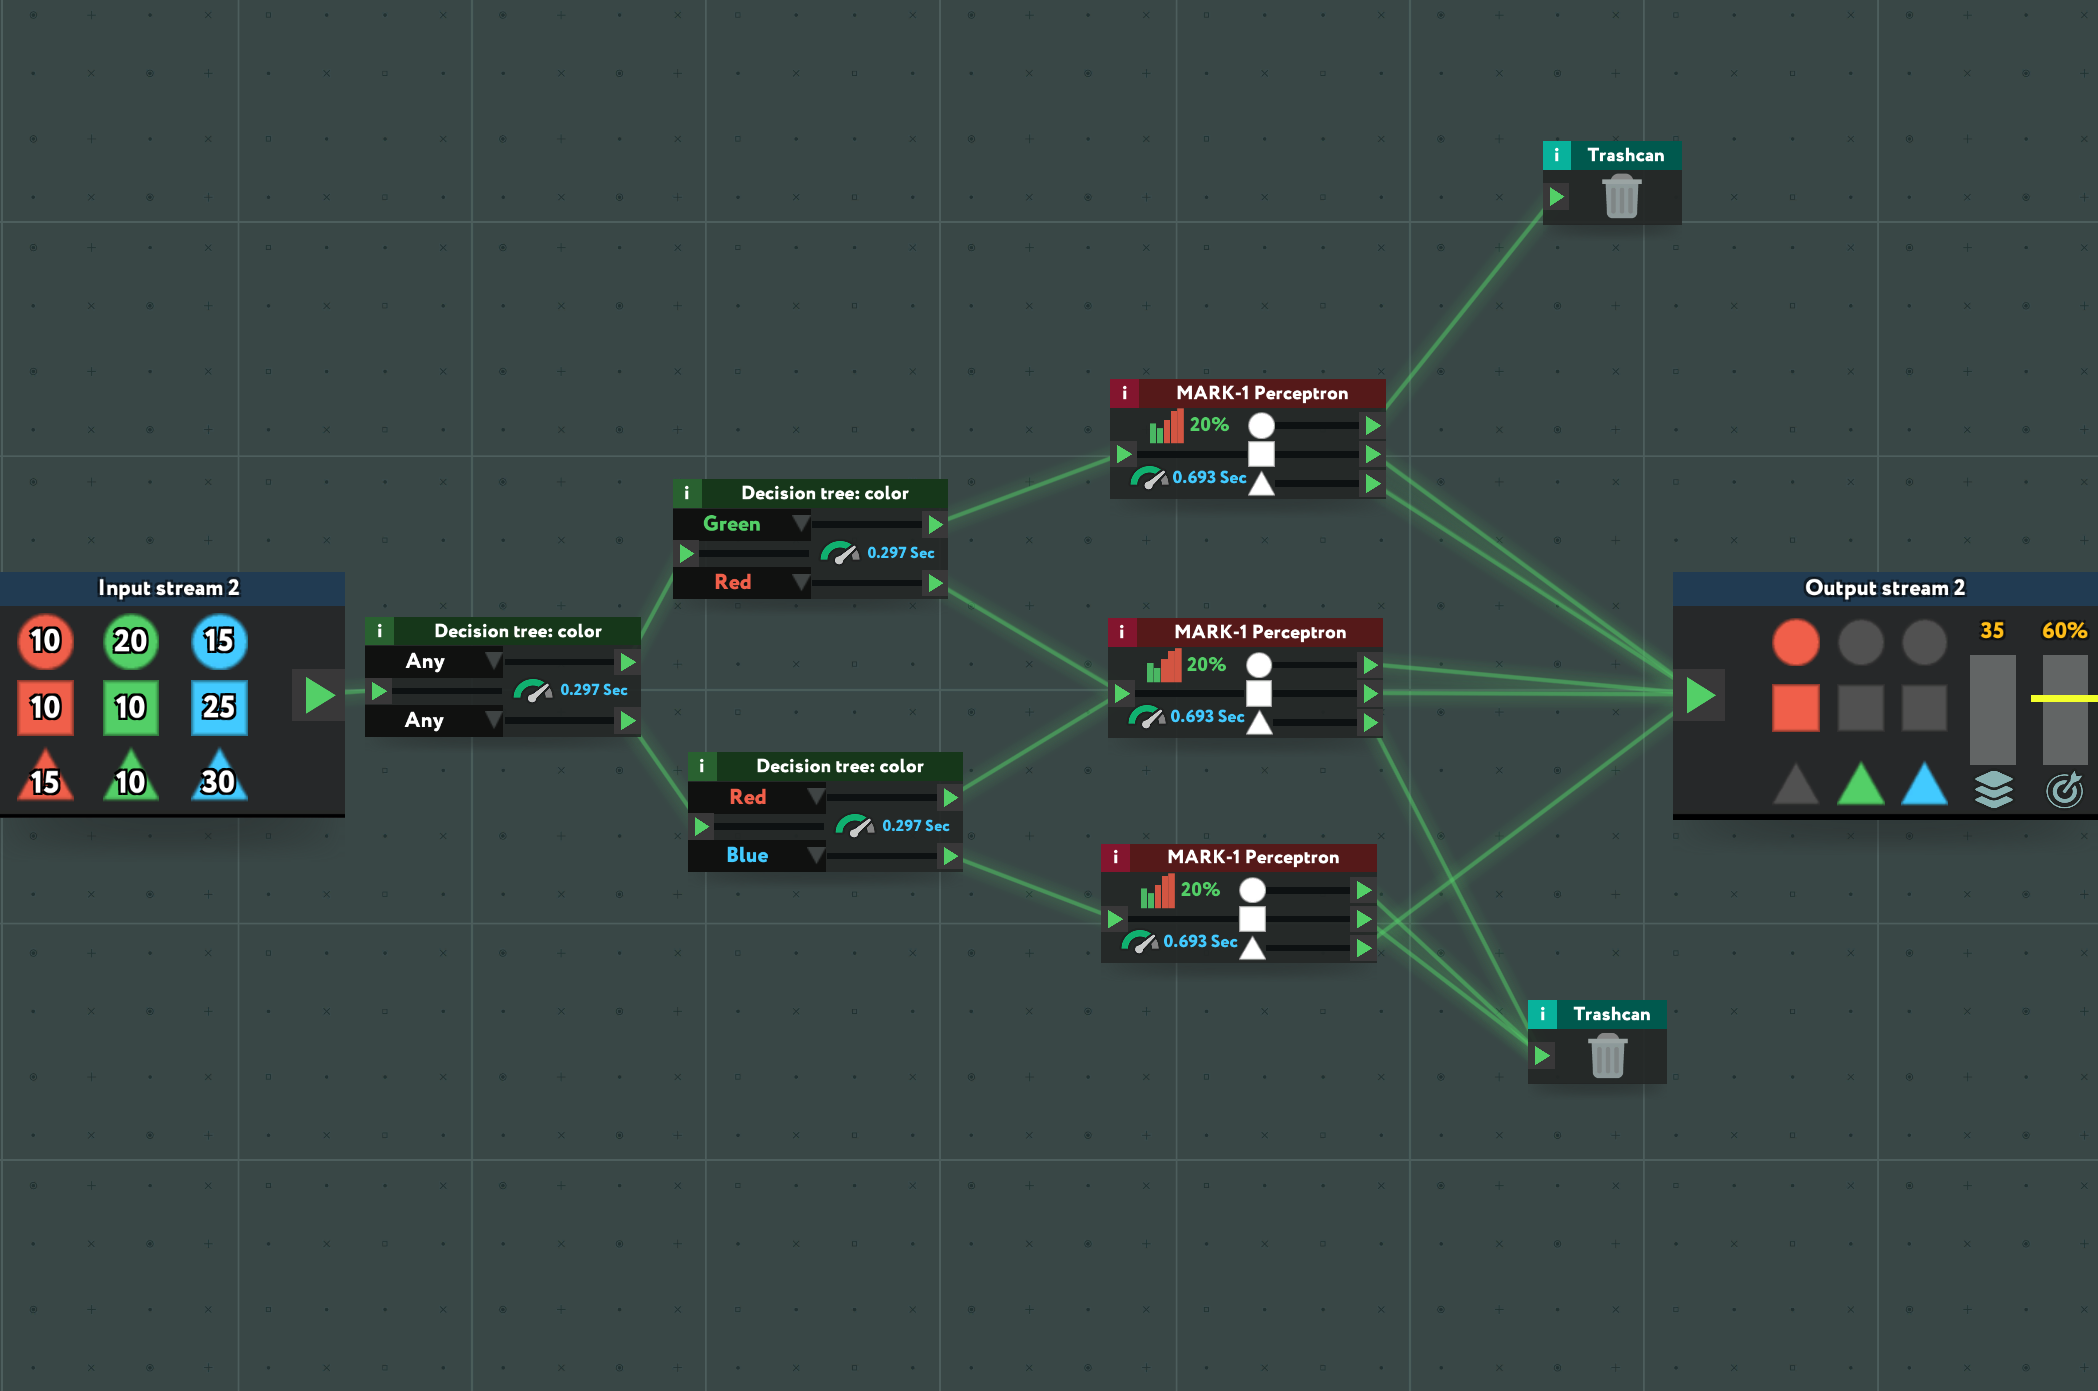 i Trashcan
i MARK-1 Perceptron
20%
0.693 Sec
i Decision tree: color
Green
0.297 Sec
Red
Input stream 2
10 20 15
10 10 25
15 10 30
i Decision tree: color
Any
0.297 Sec
Any
i MARK-1 Perceptron
20%
0.693 Sec
Output stream 2
35 60%
i Decision tree: color
Red
0.297 Sec
Blue
i MARK-1 Perceptron
20%
0.693 Sec
i Trashcan